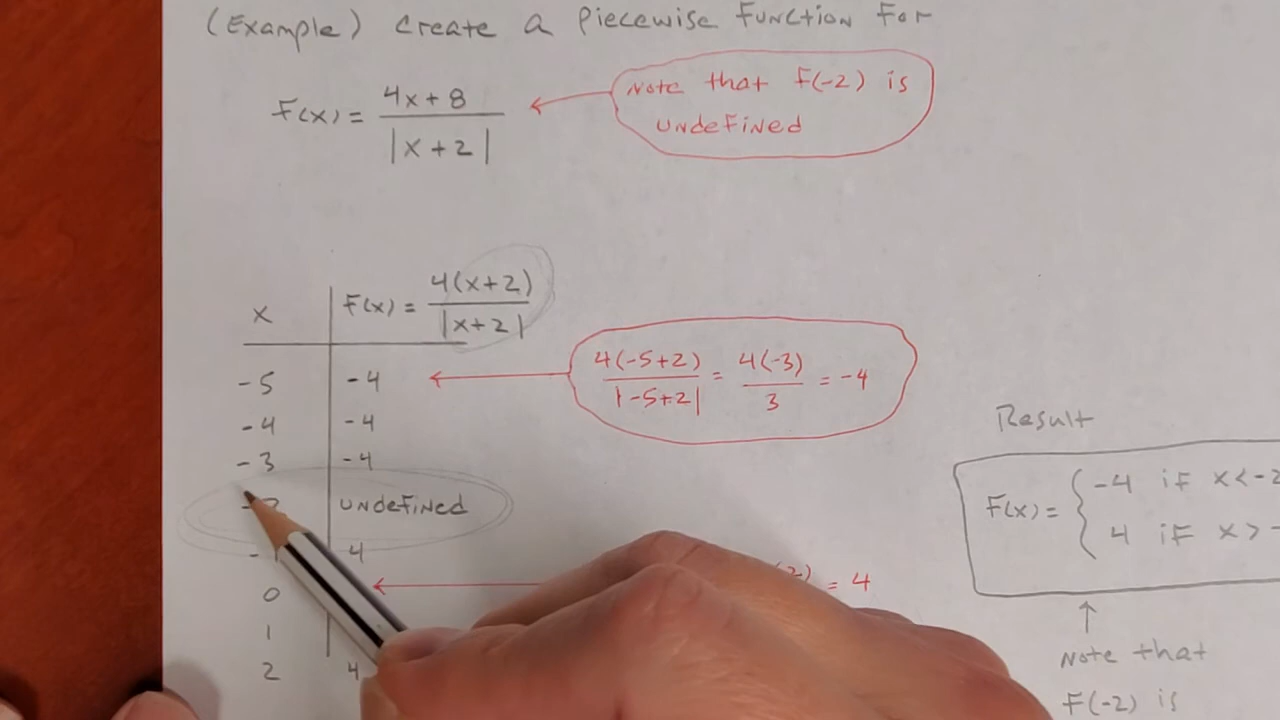 (Example) Create a Piecewise Function For
F(x) = 4x + 8 / |x + 2|
Note that F(-2) is
undefined
x
F(x) = 4(x+2) / |x+2|
-5 -4
4(-5+2) / |-5+2| = 4(-3) / 3 = -4
-4 -4
-3 -4
undefined
4
0
2) = 4
1
2 4
Result
F(x) = { -4 if x<-2
4 if x>-
Note that
F(-2) is